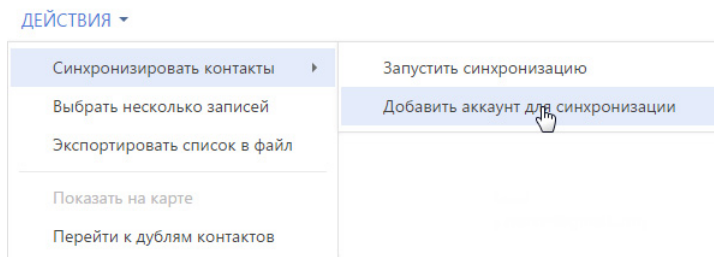 ДЕЙСТВИЯ
Синхронизировать контакты
Запустить синхронизацию
Выбрать несколько записей
Добавить аккаунт для синхронизации
Экспортировать список в файл
Показать на карте
Перейти к дублям контактов